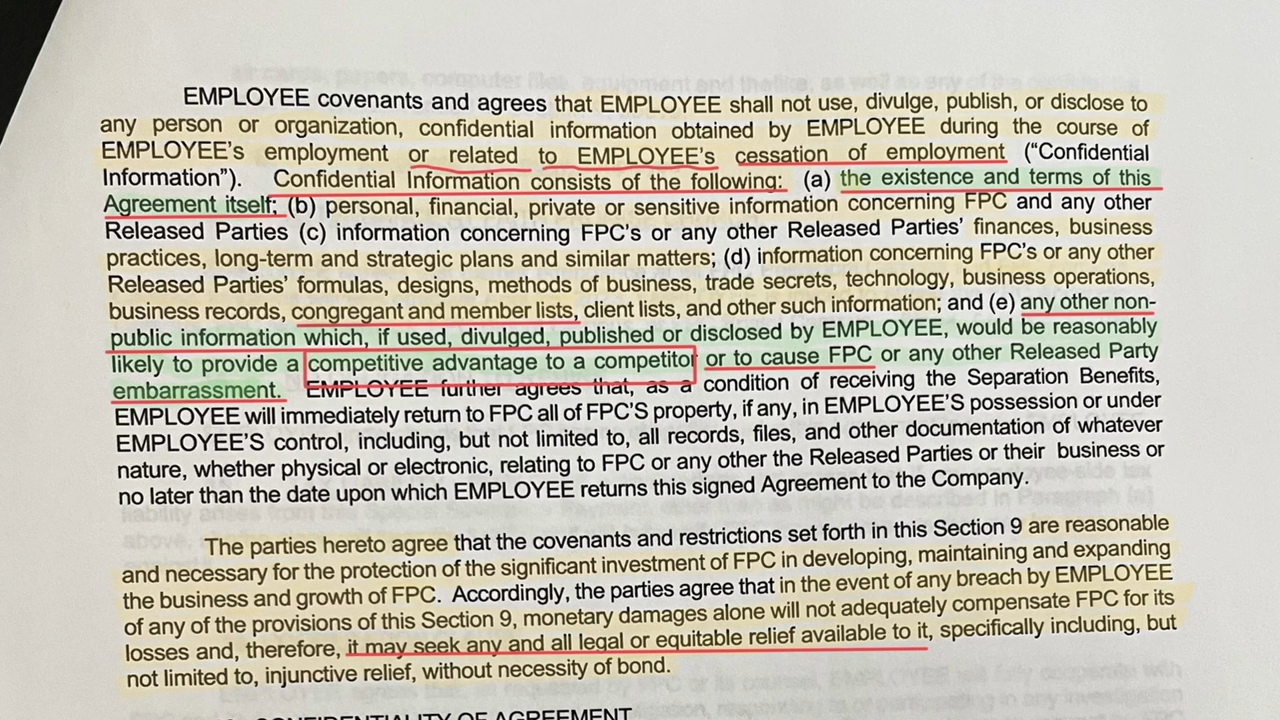 EMPLOYEE covenants and agrees that EMPLOYEE shall not use, divulge, publish, or disclose to
any person or organization, confidential information obtained by EMPLOYEE during the course of
EMPLOYEE's employment or related to EMPLOYEE's cessation of employment ("Confidential
Information"). Confidential Information consists of the following: (a) the existence and terms of this
Agreement itself; (b) personal, financial, private or sensitive information concerning FPC and any other
Released Parties (c) information concerning FPC's or any other Released Parties' finances, business
practices, long-term and strategic plans and similar matters; (d) information concerning FPC's or any other
Released Parties' formulas, designs, methods of business, trade secrets, technology, business operations,
business records, congregant and member lists, client lists, and other such information; and (e) any other non-
public information which, if used, divulged, published or disclosed by EMPLOYEE, would be reasonably
likely to provide a competitive advantage to a competitor or to cause FPC or any other Released Party
embarrassment. EMPLOYEE further agrees that, as a condition of receiving the Separation Benefits,
EMPLOYEE will immediately return to FPC all of FPC'S property, if any, in EMPLOYEE'S possession or under
EMPLOYEE'S control, including, but not limited to, all records, files, and other documentation of whatever
nature, whether physical or electronic, relating to FPC or any other the Released Parties or their business or
no later than the date upon which EMPLOYEE returns this signed Agreement to the Company.
The parties hereto agree that the covenants and restrictions set forth in this Section 9 are reasonable
and necessary for the protection of the significant investment of FPC in developing, maintaining and expanding
the business and growth of FPC. Accordingly, the parties agree that in the event of any breach by EMPLOYEE
of any of the provisions of this Section 9, monetary damages alone will not adequately compensate FPC for its
losses and, therefore, it may seek any and all legal or equitable relief available to it, specifically including, but
not limited to, injunctive relief, without necessity of bond.
CONFIDENTIALITY OF AGREEMENT